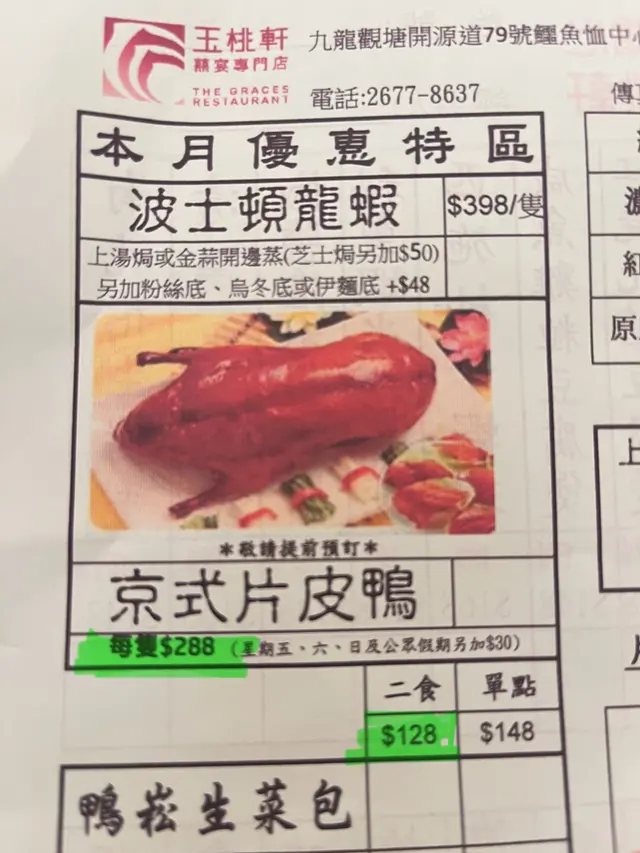 玉桃軒
囍宴專門店
THE GRACES
RESTAURANT
九龍觀塘開源道79號鱷魚恤中心
電話:2677-8637
本月優惠特區
波士頓龍蝦 $398/隻
上湯焗或金蒜開邊蒸(芝士焗另加$50)
另加粉絲底、烏冬底或伊麵底 +$48
*敬請提前預訂*
京式片皮鴨
每隻$288 (星期五、六、日及公眾假期另加$30)
二食 單點
$128 $148
鴨崧生菜包
紅
原
上